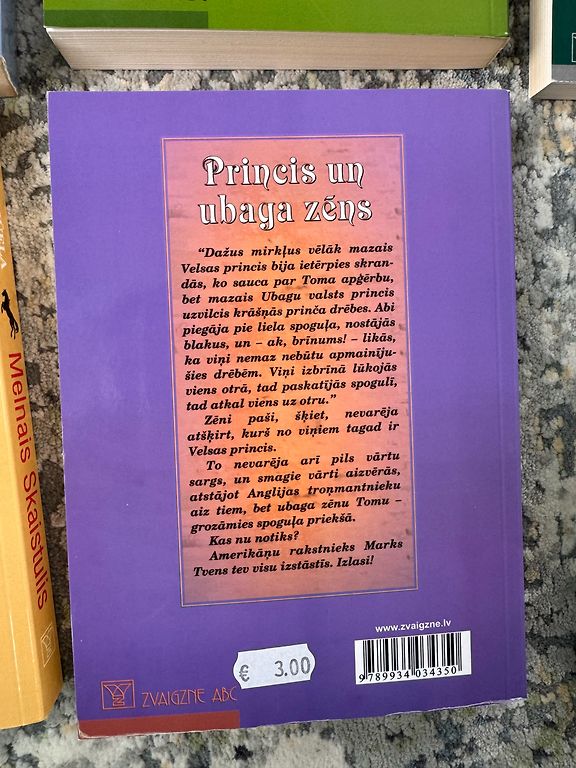 Princis un
ubaga zēns
“Dažus mirkļus vēlāk mazais
Velsas princis bija ietērpies skran-
dās, ko sauca par Toma apģērbu,
bet mazais Ubagu valsts princis
uzvilcis krāšņās prinča drēbes. Abi
piegāja pie liela spoguļa, nostājās
blakus, un – ak, brīnums! – likās,
ka viņi nemaz nebūtu apmainīju-
šies drēbēm. Viņi izbrīnā lūkojās
viens otrā, tad paskatījās spogulī,
tad atkal viens uz otru.”
Zēni paši, šķiet, nevarēja
atšķirt, kurš no viņiem tagad ir
Velsas princis.
To nevarēja arī pils vārtu
sargs, un smagie vārti aizvērās,
atstājot Anglijas troņmantnieku
aiz tiem, bet ubaga zēnu Tomu –
grozāmies spoguļa priekšā.
Kas nu notiks?
Amerikāņu rakstnieks Marks
Tvens tev visu izstāstīs. Izlasi!
www.zvaigzne.lv
9 789934 034350
€ 3.00
ZVAIGZNE ABC
Melnais Skaistulis